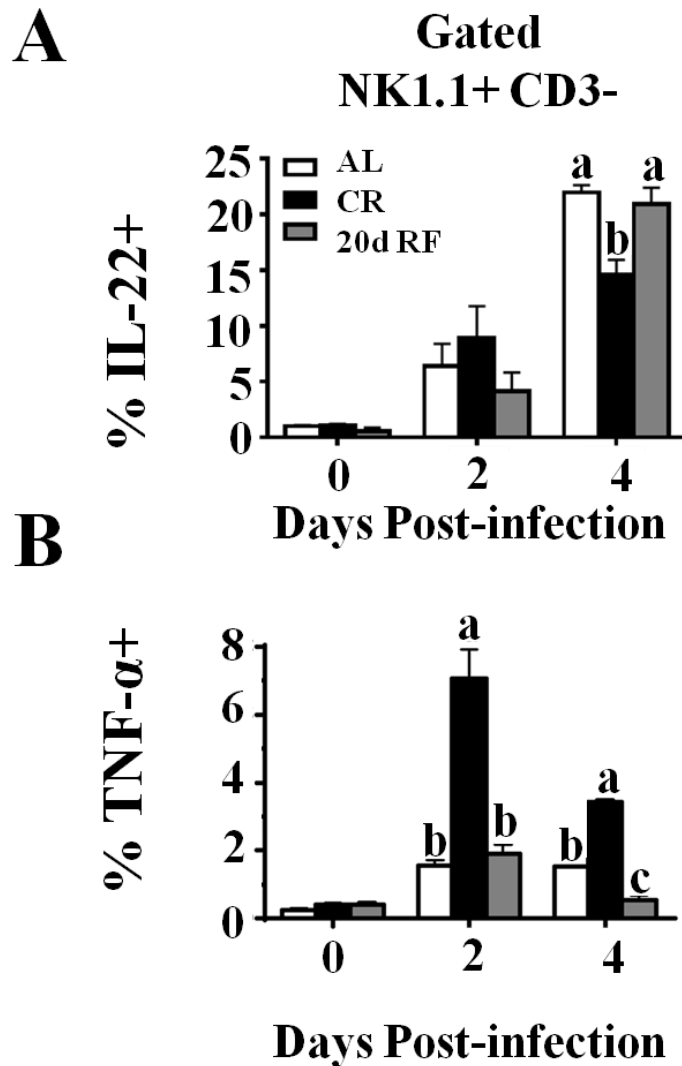 A
Gated
NK1.1+ CD3-
% IL-22+
25
20
15
10
5
0
AL
CR
20d RF
a
b
a
0
2
4
Days Post-infection
B
% TNF-α+
8
6
4
2
0
b
a
b
b
a
c
0
2
4
Days Post-infection